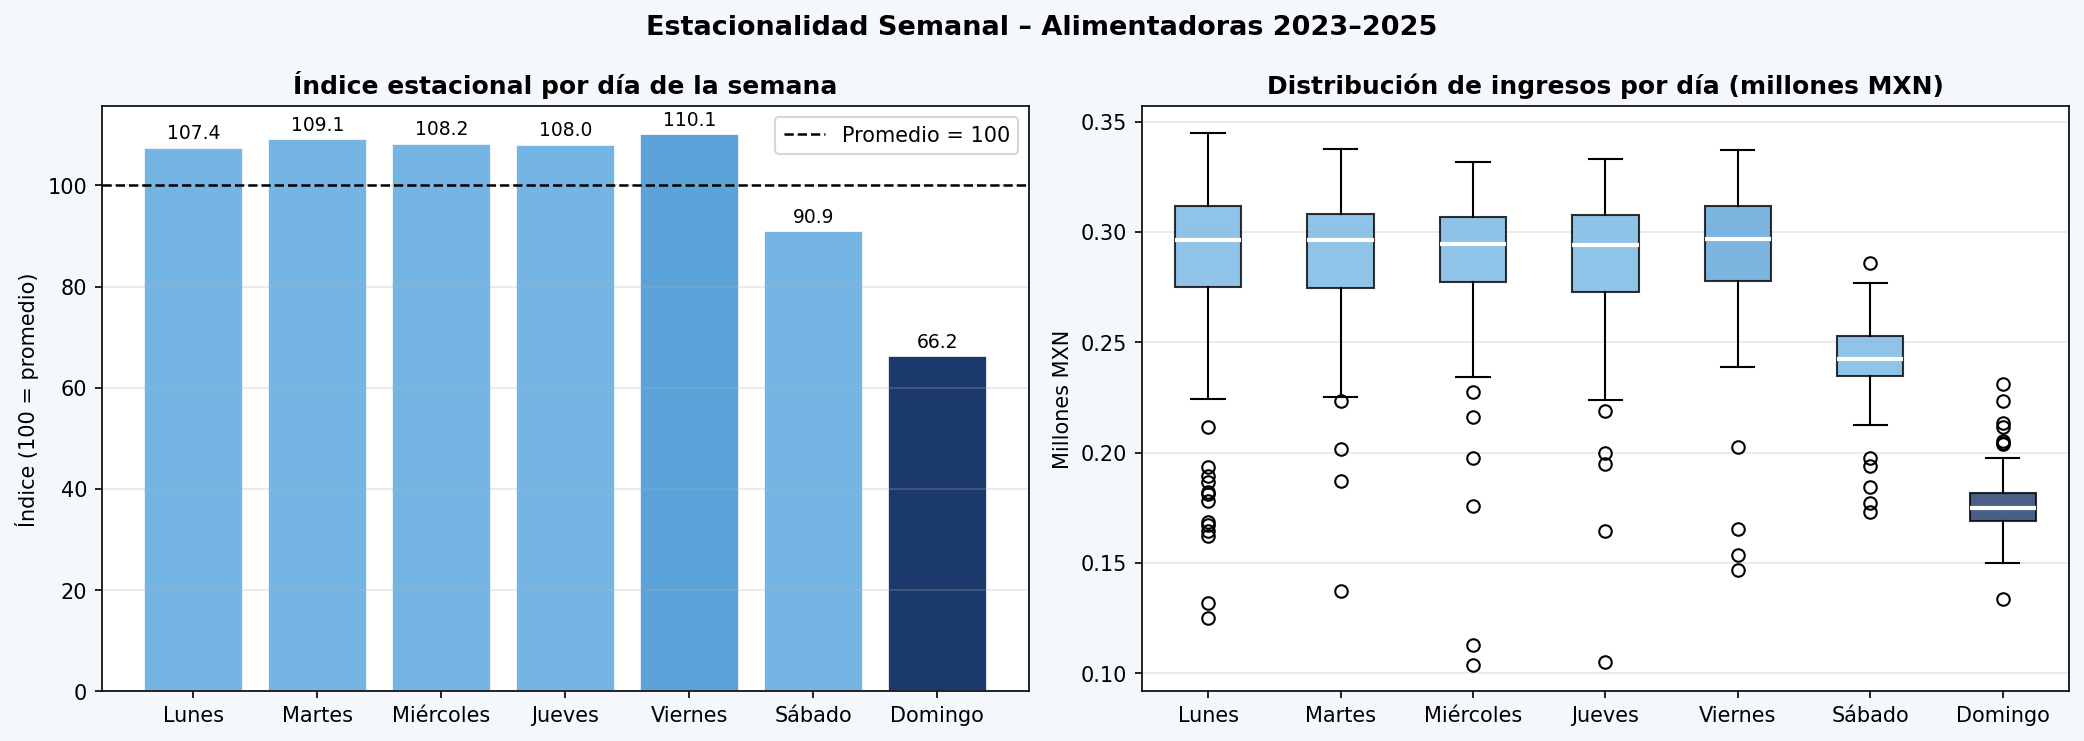 Estacionalidad Semanal – Alimentadoras 2023–2025
Índice estacional por día de la semana
Índice (100 = promedio)
100
80
60
40
20
0
107.4
109.1
108.2
108.0
110.1
90.9
66.2
Promedio = 100
Lunes
Martes
Miércoles
Jueves
Viernes
Sábado
Domingo
Distribución de ingresos por día (millones MXN)
Millones MXN
0.35
0.30
0.25
0.20
0.15
0.10
Lunes
Martes
Miércoles
Jueves
Viernes
Sábado
Domingo